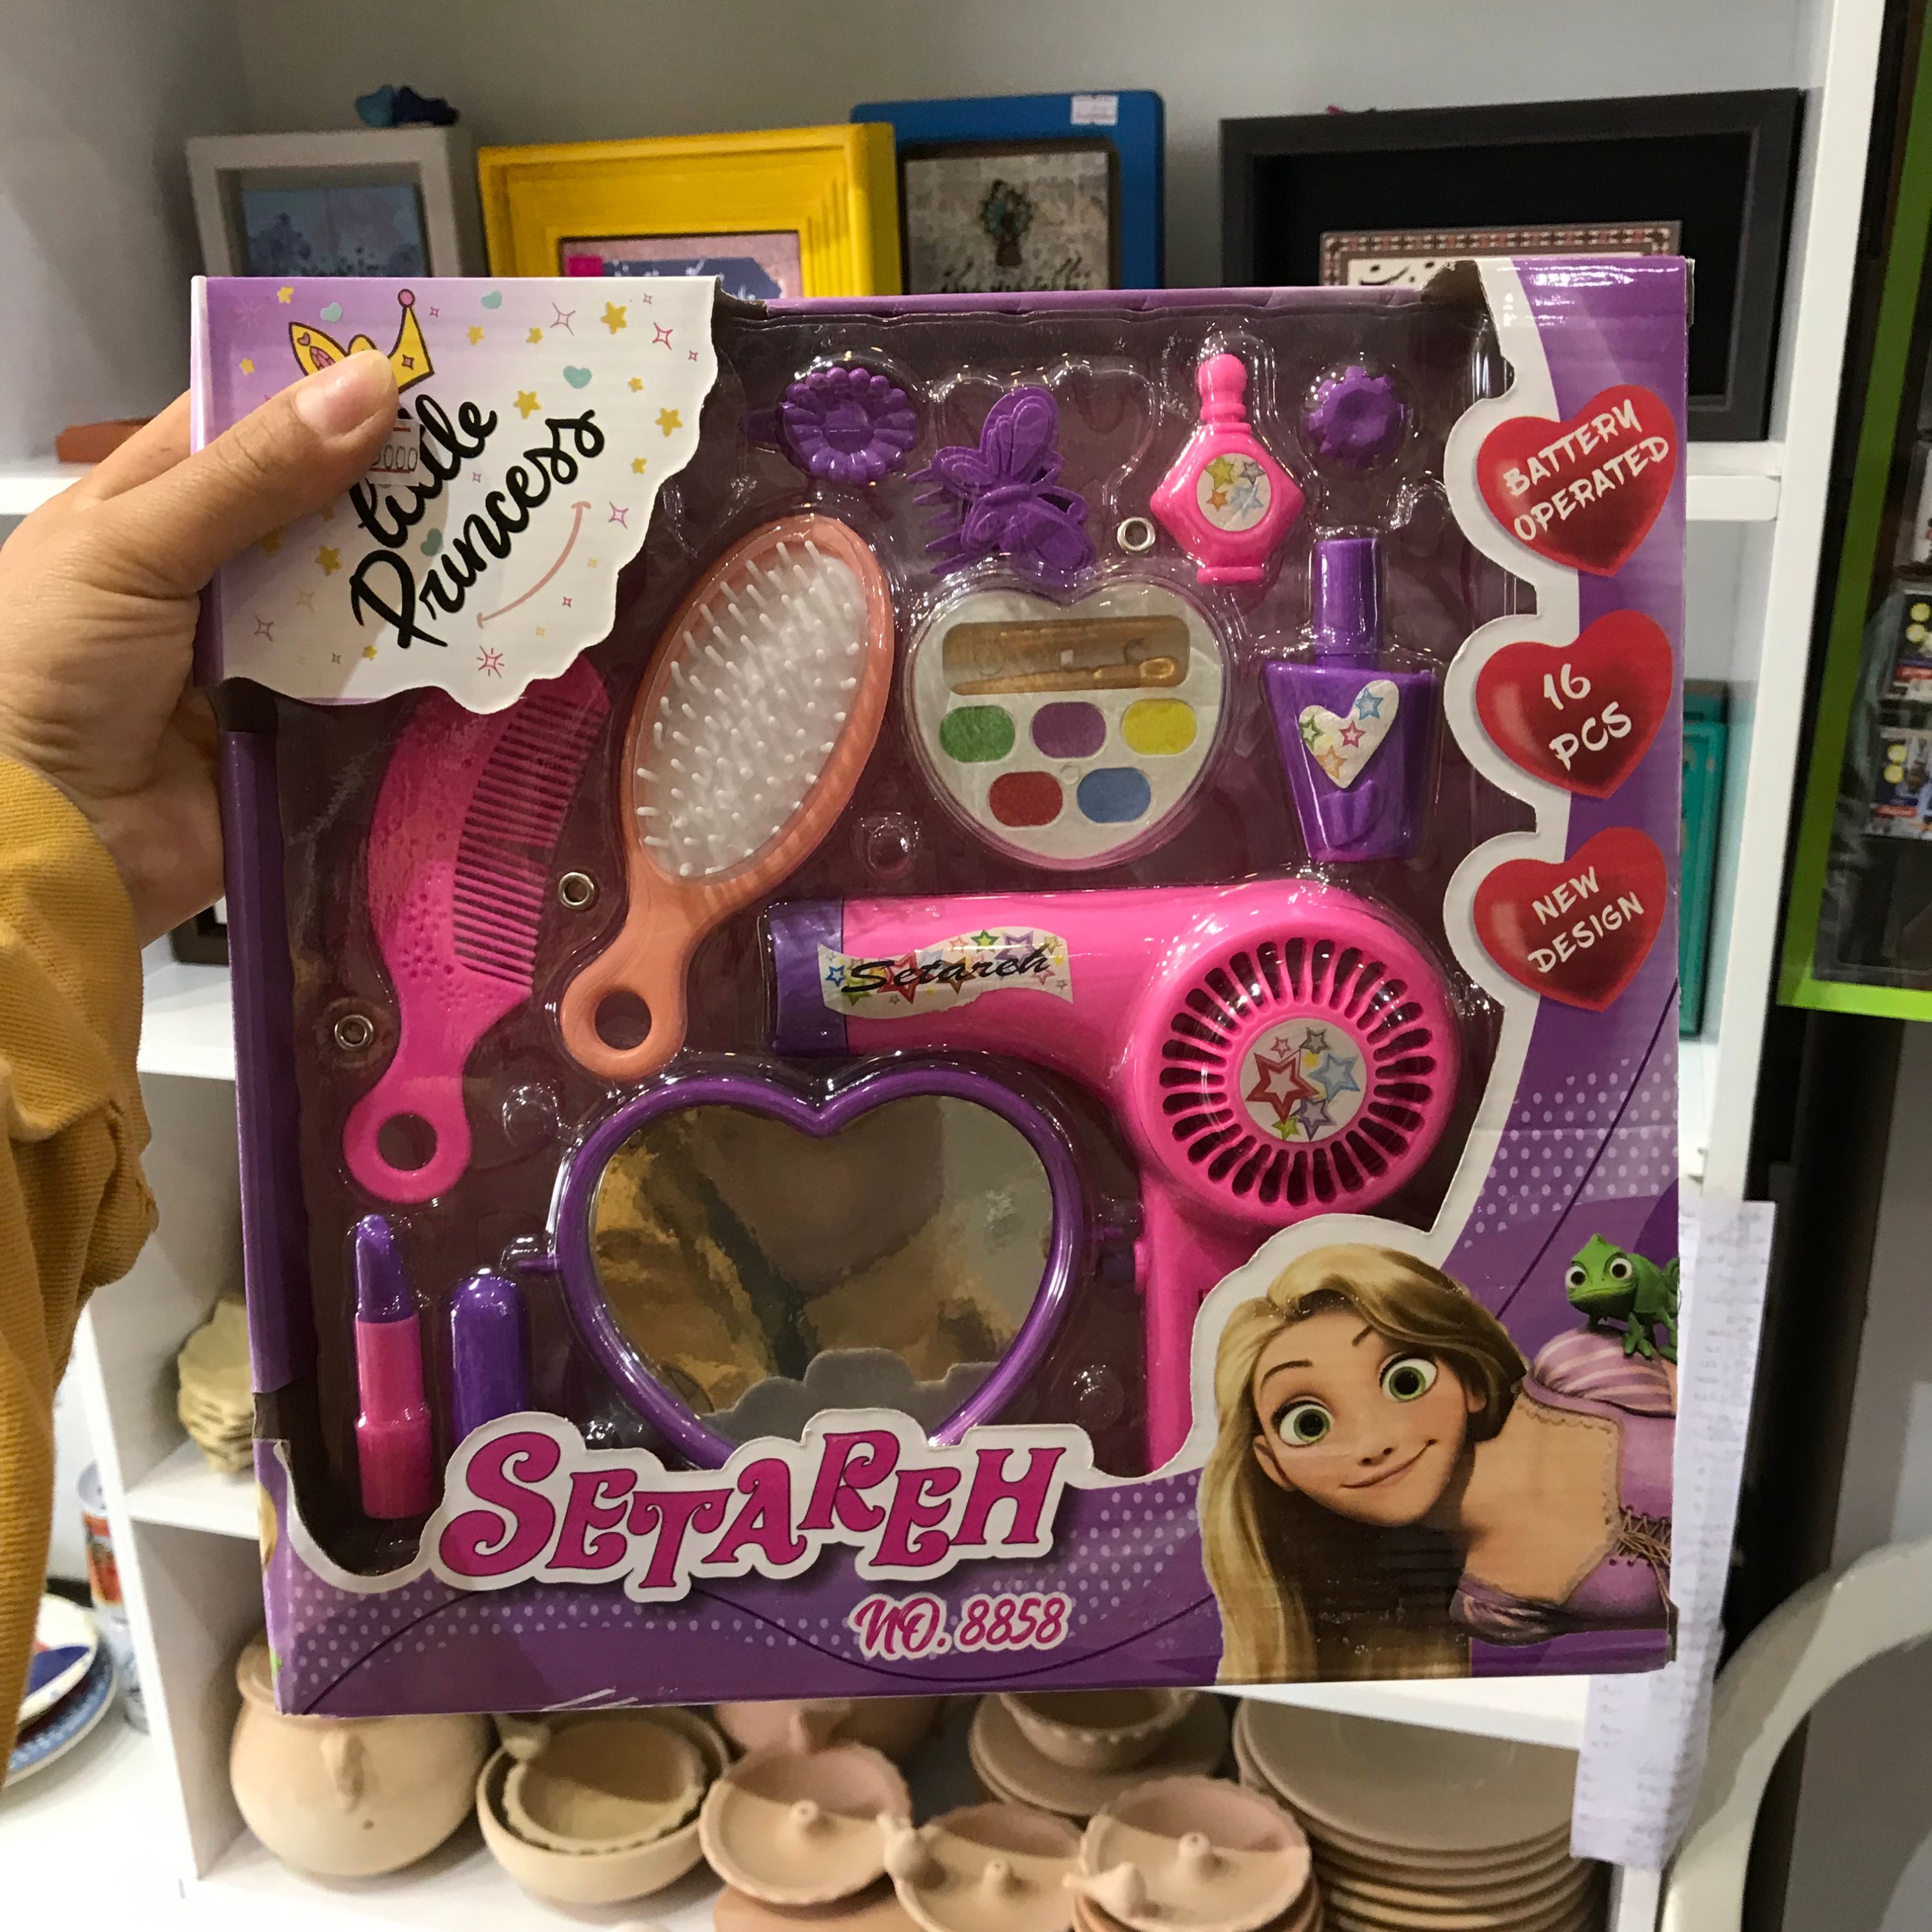 little
Princess
BATTERY
OPERATED
16
PCS
NEW
DESIGN
Setareh
SETAREH
NO. 8858